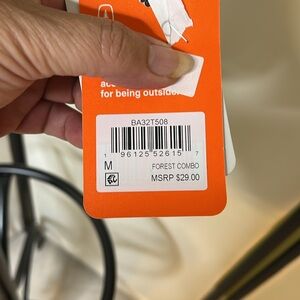 for being outside
BA32T508
1 96125 52615 7
M FOREST COMBO
MSRP $29.00